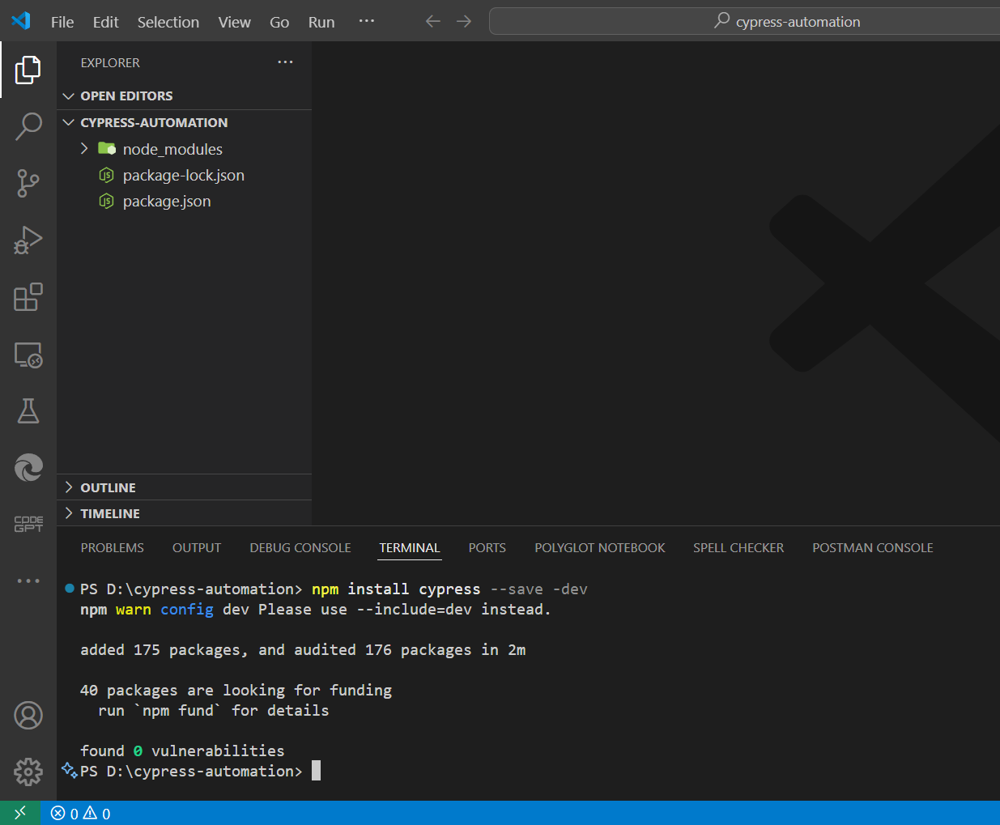 File Edit Selection View Go Run ...
cypress-automation
EXPLORER
OPEN EDITORS
CYPRESS-AUTOMATION
node_modules
JS package-lock.json
JS package.json
OUTLINE
TIMELINE
CODE
GPT
PROBLEMS OUTPUT DEBUG CONSOLE TERMINAL PORTS POLYGLOT NOTEBOOK SPELL CHECKER POSTMAN CONSOLE
PS D:\cypress-automation> npm install cypress --save -dev
npm warn config dev Please use --include=dev instead.
added 175 packages, and audited 176 packages in 2m
40 packages are looking for funding
run `npm fund` for details
found 0 vulnerabilities
PS D:\cypress-automation>
0 0